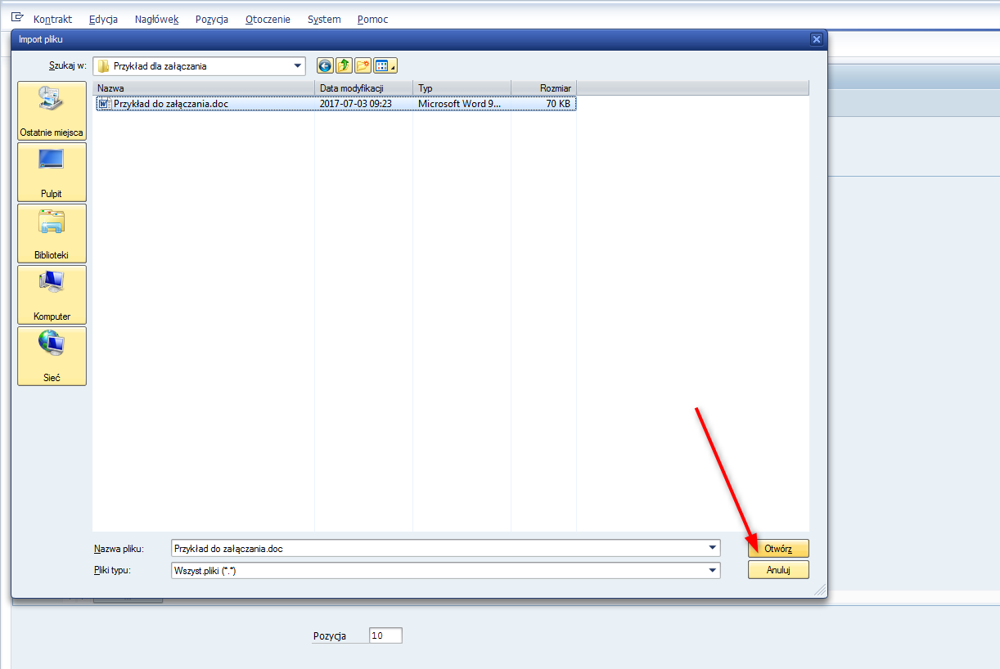 Kontrakt Edycja Nagłówek Pozycja Otoczenie System Pomoc
Import pliku
Szukaj w: Przykład dla załączania
Nazwa Data modyfikacji Typ Rozmiar
Przykład do załączania.doc 2017-07-03 09:23 Microsoft Word 9... 70 KB
Ostatnie miejsca
Pulpit
Biblioteki
Komputer
Sieć
Nazwa pliku: Przykład do załączania.doc Otwórz
Pliki typu: Wszyst.pliki (*.*) Anuluj
Pozycja 10